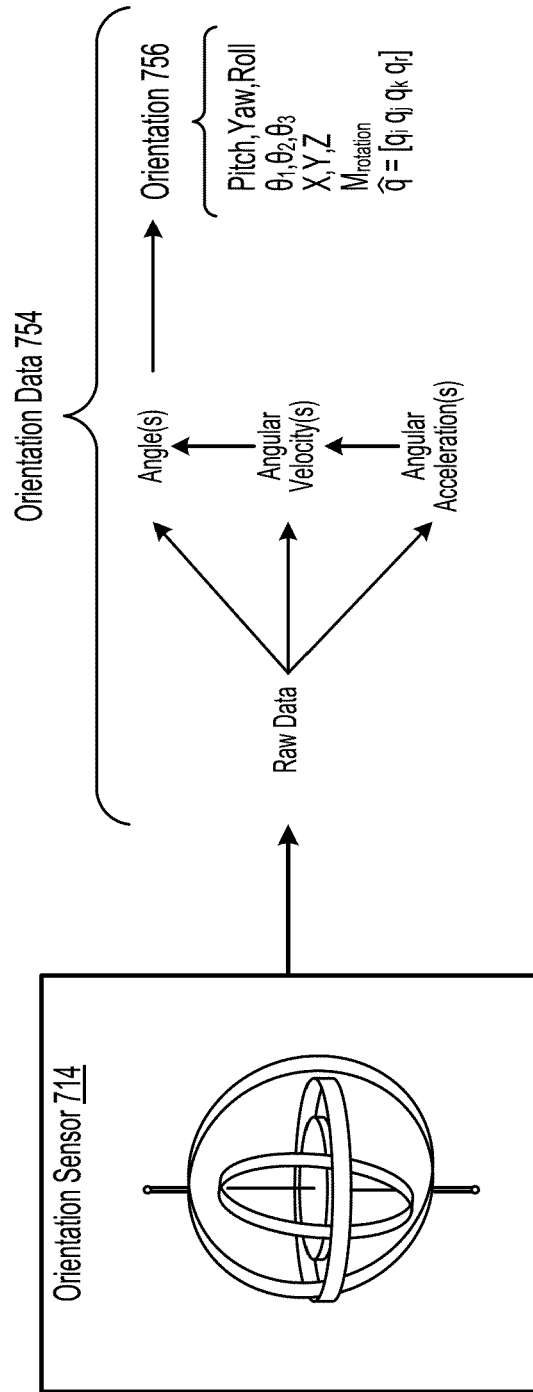 Orientation Sensor 714
Orientation Data 754
Raw Data
Angle(s)
Angular
Velocity(s)
Angular
Acceleration(s)
Orientation 756
Pitch,Yaw,Roll
θ₁,θ₂,θ₃
X,Y,Z
Mrotation
q̂ = [qᵢ qⱼ qₖ qᵣ]